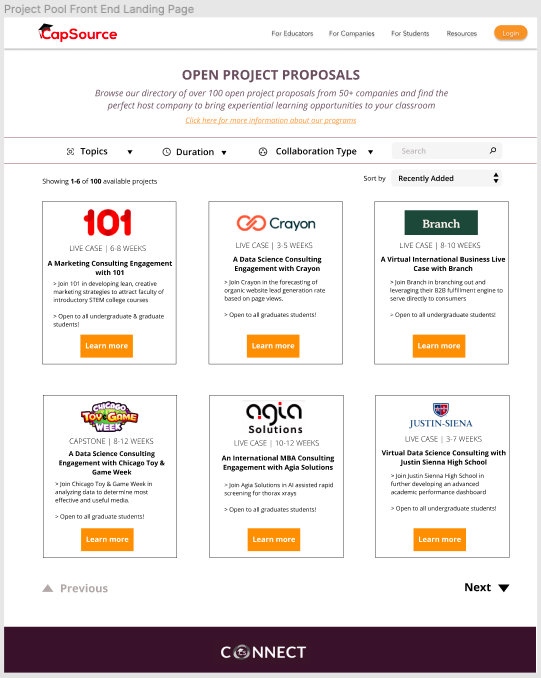 Project Pool Front End Landing Page
CapSource
For Educators For Companies For Students Resources Login
OPEN PROJECT PROPOSALS
Browse our directory of over 100 open project proposals from 50+ companies and find the
perfect host company to bring experiential learning opportunities to your classroom
Click here for more information about our programs
Topics Duration Collaboration Type Search
Showing 1-6 of 100 available projects
Sort by Recently Added
101
LIVE CASE | 6-8 WEEKS
A Marketing Consulting Engagement
with 101
> Join 101 in developing lean, creative
marketing strategies to attract faculty of
introductory STEM college courses
> Open to all undergraduate & graduate
students!
Learn more
Crayon
LIVE CASE | 3-5 WEEKS
A Data Science Consulting
Engagement with Crayon
> Join Crayon in the forecasting of
organic website lead generation rate
based on page views.
> Open to all graduates students!
Learn more
Branch
LIVE CASE | 8-10 WEEKS
A Virtual International Business Live
Case with Branch
> Join Branch in branching out and
leveraging their B2B fulfillment engine to
serve directly to consumers
> Open to all undergraduate students!
Learn more
CHICAGO
TOY & GAME
WEEK
CAPSTONE | 8-12 WEEKS
A Data Science Consulting
Engagement with Chicago Toy &
Game Week
> Join Chicago Toy & Game Week in
analyzing data to determine most
effective and useful media.
> Open to all graduate students!
Learn more
agia
Solutions
LIVE CASE | 10-12 WEEKS
An International MBA Consulting
Engagement with Agia Solutions
> Join Agia Solutions in AI assisted rapid
screening for thorax xrays
> Open to all graduate students!
Learn more
JUSTIN-SIENA
LIVE CASE | 3-7 WEEKS
Virtual Data Science Consulting with
Justin Sienna High School
> Join Justin Sienna High School in
further developing an advanced
academic performance dashboard
> Open to all undergraduate students!
Learn more
Previous
Next
CONNECT